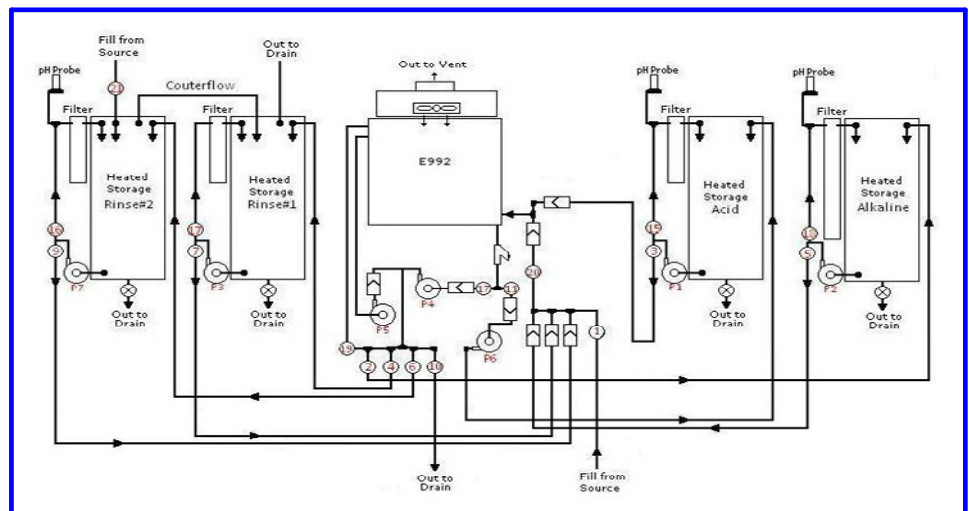 Fill from
Source
Out to
Drain
Out to Vent
pH Probe
pH Probe
pH Probe
21
Couterflow
Filter
Filter
Filter
Filter
E992
Heated
Storage
Rinse#2
Heated
Storage
Rinse#1
Heated
Storage
Acid
Heated
Storage
Alkaline
16
17
15
18
9
7
3
5
20
P7
P3
P4
17
11
P1
P2
P5
P6
1
19
2
4
6
10
Out to
Drain
Out to
Drain
Out to
Drain
Out to
Drain
Out to
Drain
Fill from
Source